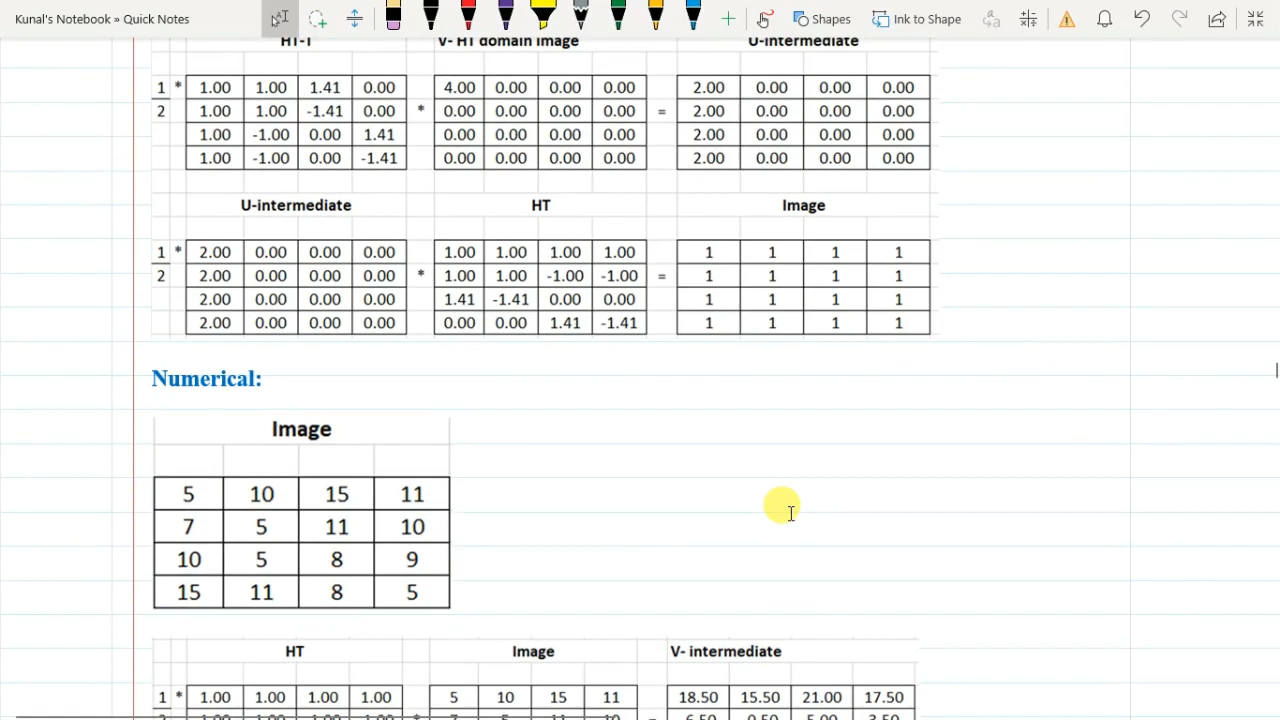 Kunal's Notebook » Quick Notes Shapes Ink to Shape
HT-T V- HT domain Image U-intermediate
1 * 1.00 1.00 1.41 0.00 4.00 0.00 0.00 0.00 2.00 0.00 0.00 0.00
2 1.00 1.00 -1.41 0.00 * 0.00 0.00 0.00 0.00 = 2.00 0.00 0.00 0.00
1.00 -1.00 0.00 1.41 0.00 0.00 0.00 0.00 2.00 0.00 0.00 0.00
1.00 -1.00 0.00 -1.41 0.00 0.00 0.00 0.00 2.00 0.00 0.00 0.00
U-intermediate HT Image
1 * 2.00 0.00 0.00 0.00 1.00 1.00 1.00 1.00 1 1 1 1
2 2.00 0.00 0.00 0.00 * 1.00 1.00 -1.00 -1.00 = 1 1 1 1
2.00 0.00 0.00 0.00 1.41 -1.41 0.00 0.00 1 1 1 1
2.00 0.00 0.00 0.00 0.00 0.00 1.41 -1.41 1 1 1 1
Numerical:
Image
5 10 15 11
7 5 11 10
10 5 8 9
15 11 8 5
HT Image V- intermediate
1 * 1.00 1.00 1.00 1.00 5 10 15 11 18.50 15.50 21.00 17.50